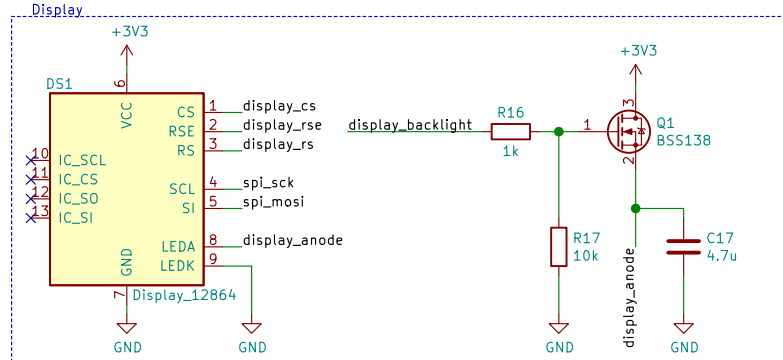 Display
+3V3
DS1
6
VCC
CS 1 display_cs
RSE 2 display_rse
RS 3 display_rs
10 IC_SCL
11 IC_CS
12 IC_SO
13 IC_SI
SCL 4 spi_sck
SI 5 spi_mosi
LEDA 8 display_anode
LEDK 9
GND
7
Display_12864
GND
GND
display_backlight
R16
1k
1
+3V3
3
Q1
BSS138
2
R17
10k
GND
display_anode
C17
4.7u
GND